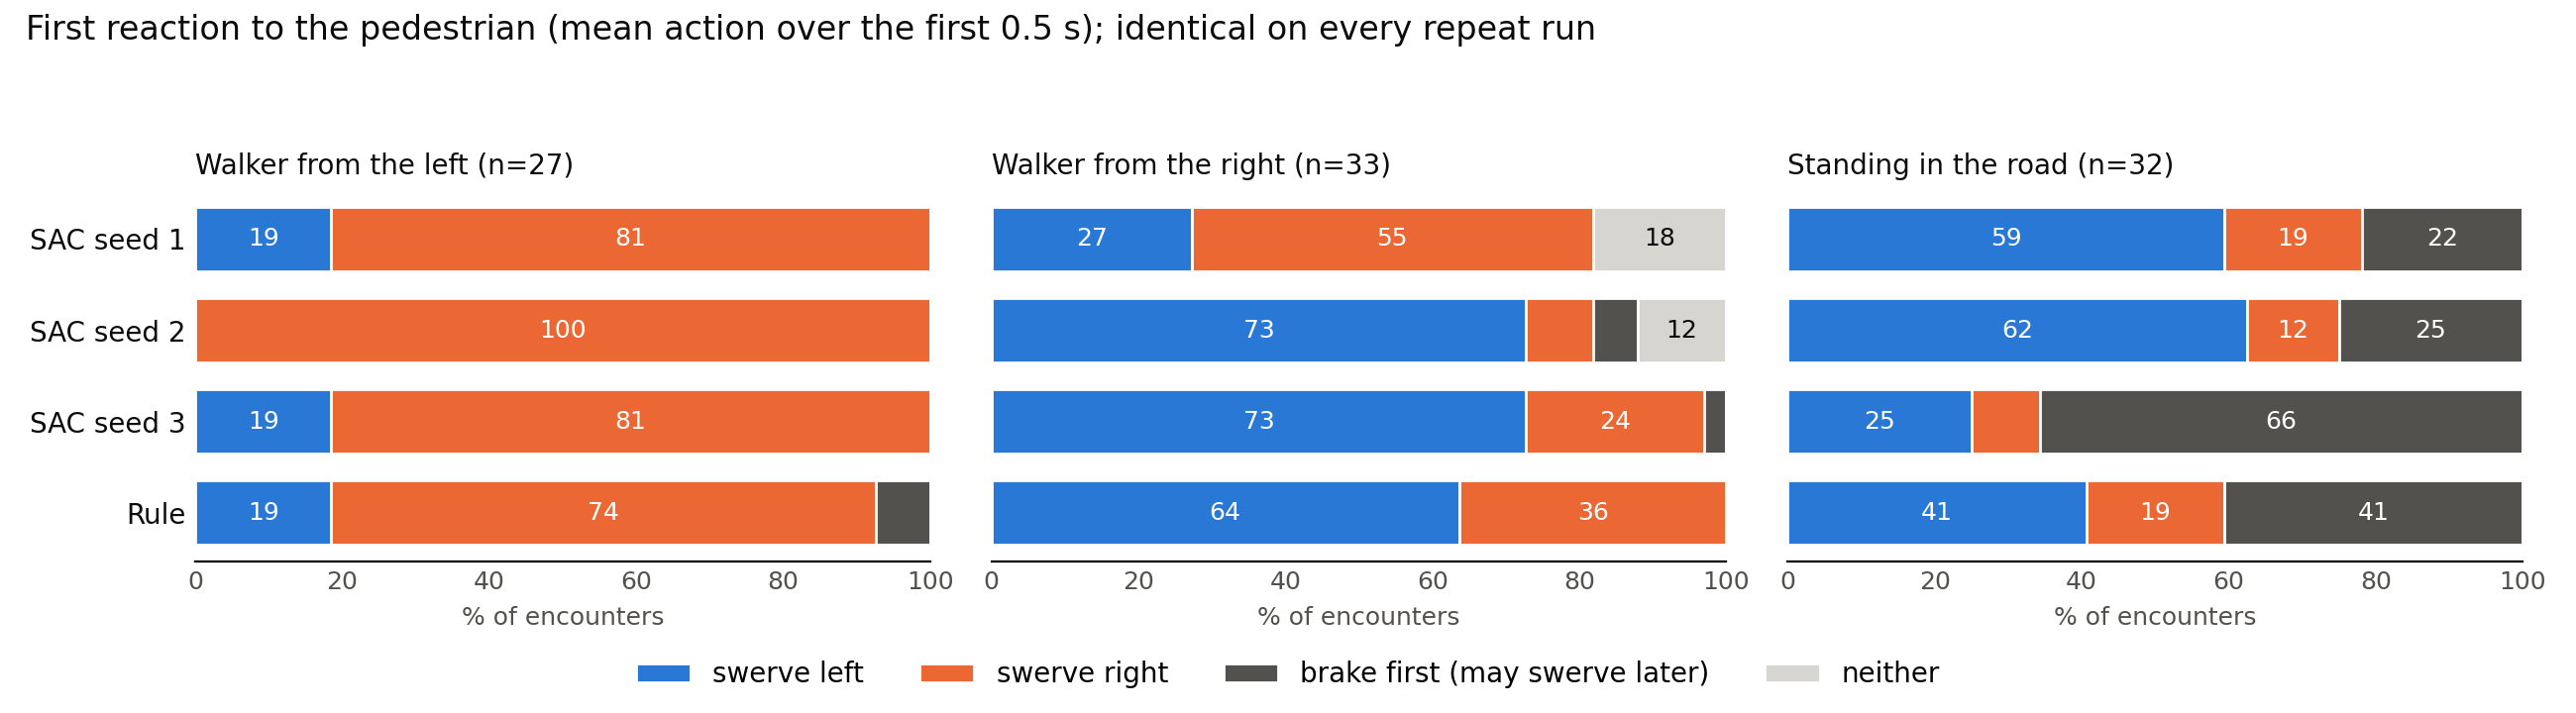 First reaction to the pedestrian (mean action over the first 0.5 s); identical on every repeat run
Walker from the left (n=27)
Walker from the right (n=33)
Standing in the road (n=32)
SAC seed 1
19
81
27
55
18
59
19
22
SAC seed 2
100
73
12
62
12
25
SAC seed 3
19
81
73
24
25
66
Rule
19
74
64
36
41
19
41
0 20 40 60 80 100
0 20 40 60 80 100
0 20 40 60 80 100
% of encounters
% of encounters
% of encounters
swerve left
swerve right
brake first (may swerve later)
neither